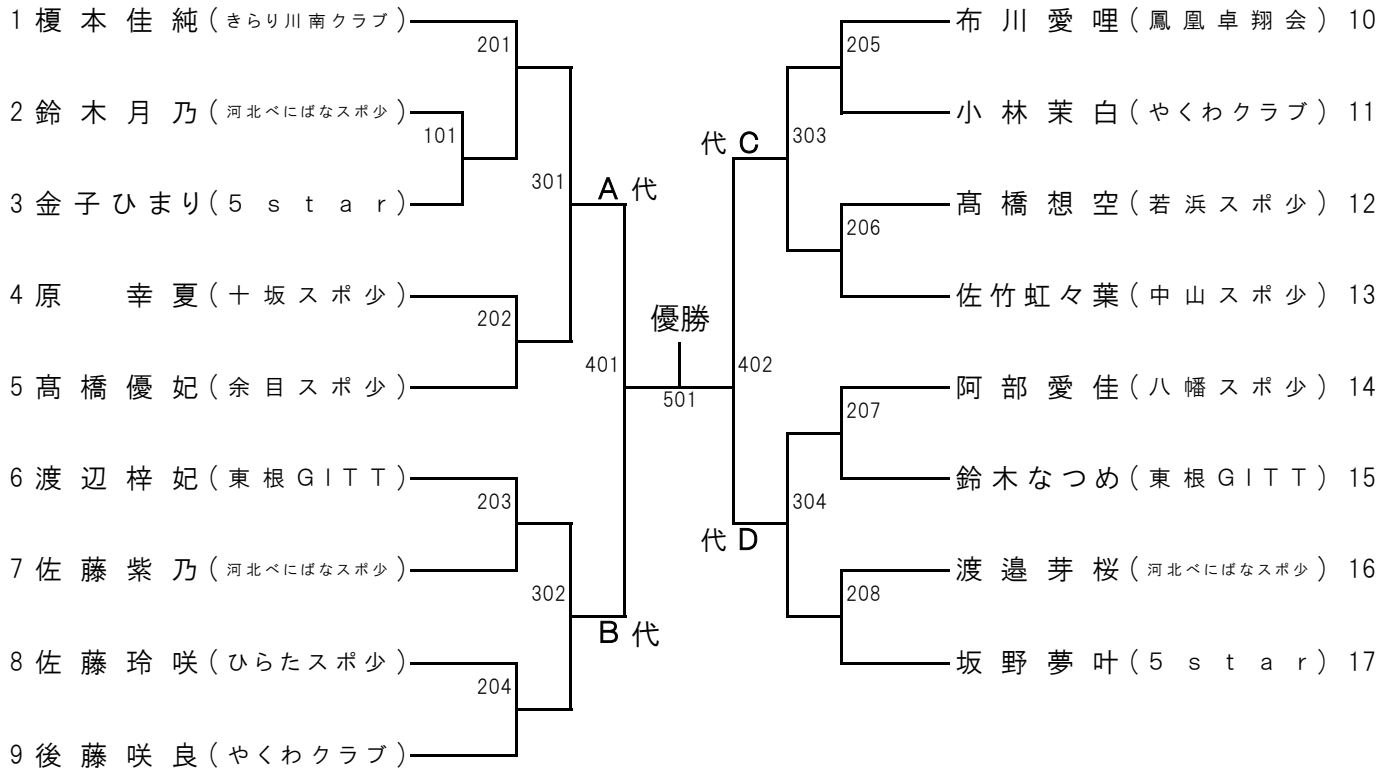 1 榎本佳純(きらり川南クラブ)
201
2 鈴木月乃(河北べにばなスポ少)
101
3 金子ひまり(5star)
301
A代
4 原 幸夏(十坂スポ少)
202
5 髙橋優妃(余目スポ少)
401
6 渡辺梓妃(東根GITT)
203
7 佐藤紫乃(河北べにばなスポ少)
302
B代
8 佐藤玲咲(ひらたスポ少)
204
9 後藤咲良(やくわクラブ)
優勝
501
布川愛哩(鳳凰卓翔会) 10
205
小林茉白(やくわクラブ) 11
代C
303
髙橋想空(若浜スポ少) 12
206
佐竹虹々葉(中山スポ少) 13
402
阿部愛佳(八幡スポ少) 14
207
鈴木なつめ(東根GITT) 15
304
代D
渡邉芽桜(河北べにばなスポ少) 16
208
坂野夢叶(5star) 17